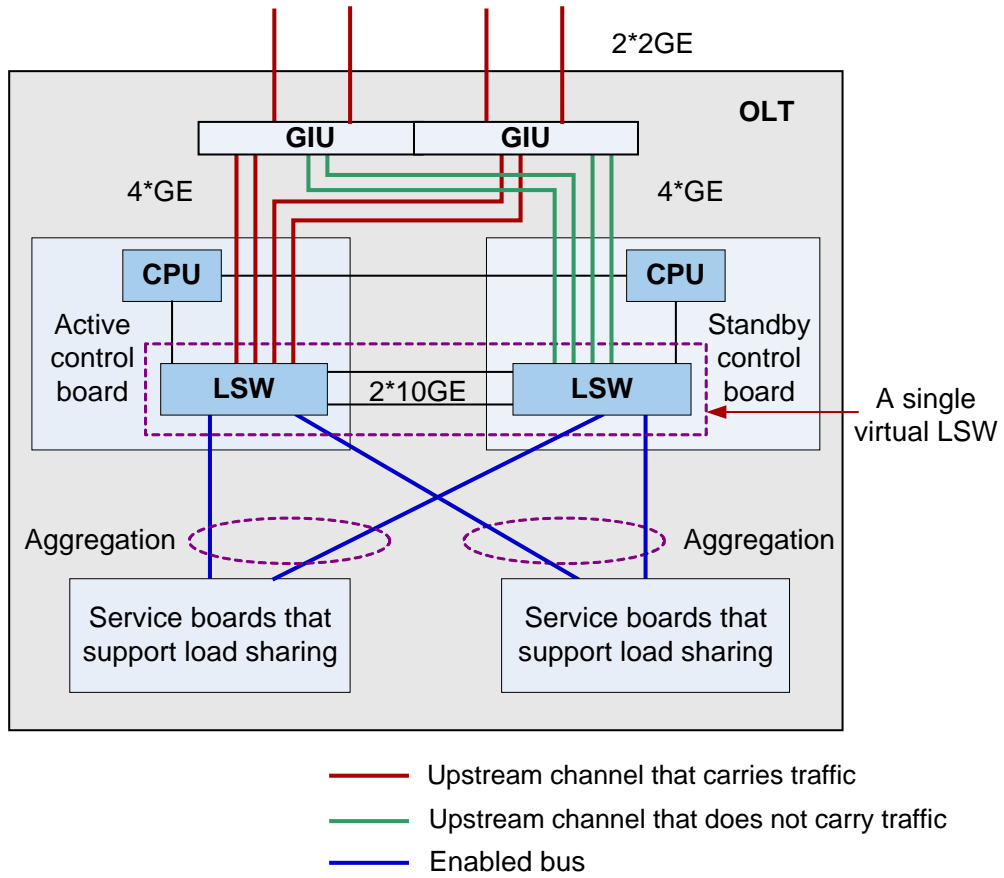 2*2GE
OLT
GIU
GIU
4*GE
4*GE
CPU
CPU
Active
control
board
Standby
control
board
LSW
2*10GE
LSW
A single
virtual LSW
Aggregation
Aggregation
Service boards that
support load sharing
Service boards that
support load sharing
Upstream channel that carries traffic
Upstream channel that does not carry traffic
Enabled bus